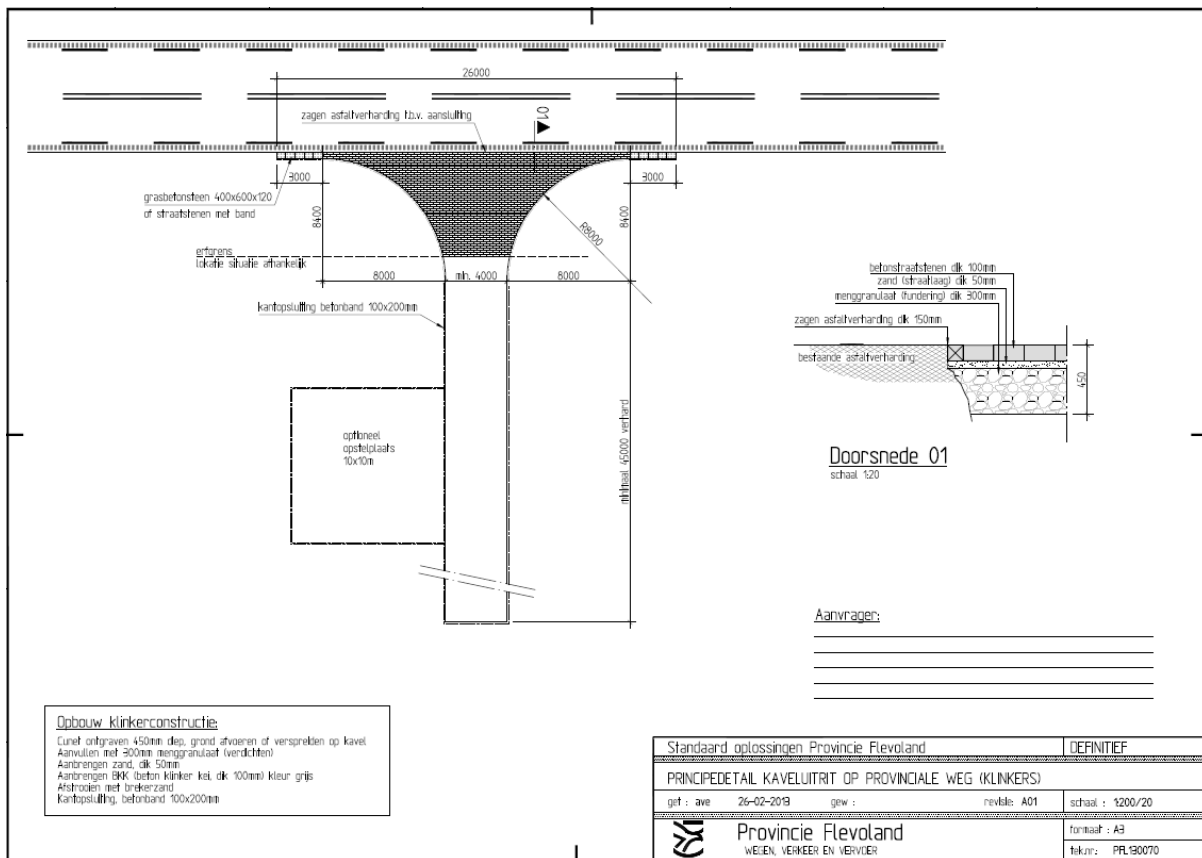 26000
zagen asfaltverharding t.b.v. aansluiting
01
3000
3000
grasbetonsteen 400x600x120
of straatstenen met band
8400
8400
R8000
erfgrens
lokatie situatie afhankelijk
8000
min. 4000
8000
kantopsluiting betonband 100x200mm
optioneel
opstelplaats
10x10m
minimaal 45000 verhard
betonstraatstenen dik 100mm
zand (straatlaag) dik 50mm
menggranulaat (fundering) dik 300mm
zagen asfaltverharding dik 150mm
bestaande asfaltverharding
450
Doorsnede 01
schaal 1:20
Aanvrager:
Opbouw klinkerconstructie:
Cunet ontgraven 450mm diep, grond afvoeren of verspreiden op kavel
Aanvullen met 300mm menggranulaat (verdichten)
Aanbrengen zand, dik 50mm
Aanbrengen BKK (beton klinker kei, dik 100mm) kleur grijs
Afstrooien met brekerzand
Kantopsluiting, betonband 100x200mm
Standaard oplossingen Provincie Flevoland DEFINITIEF
PRINCIPEDETAIL KAVELUITRIT OP PROVINCIALE WEG (KLINKERS)
get : ave 26-02-2013 gew : revisie: A01 schaal : 1:200/20
Provincie Flevoland formaat : A3
WEGEN, VERKEER EN VERVOER tek.nr: PFL130070